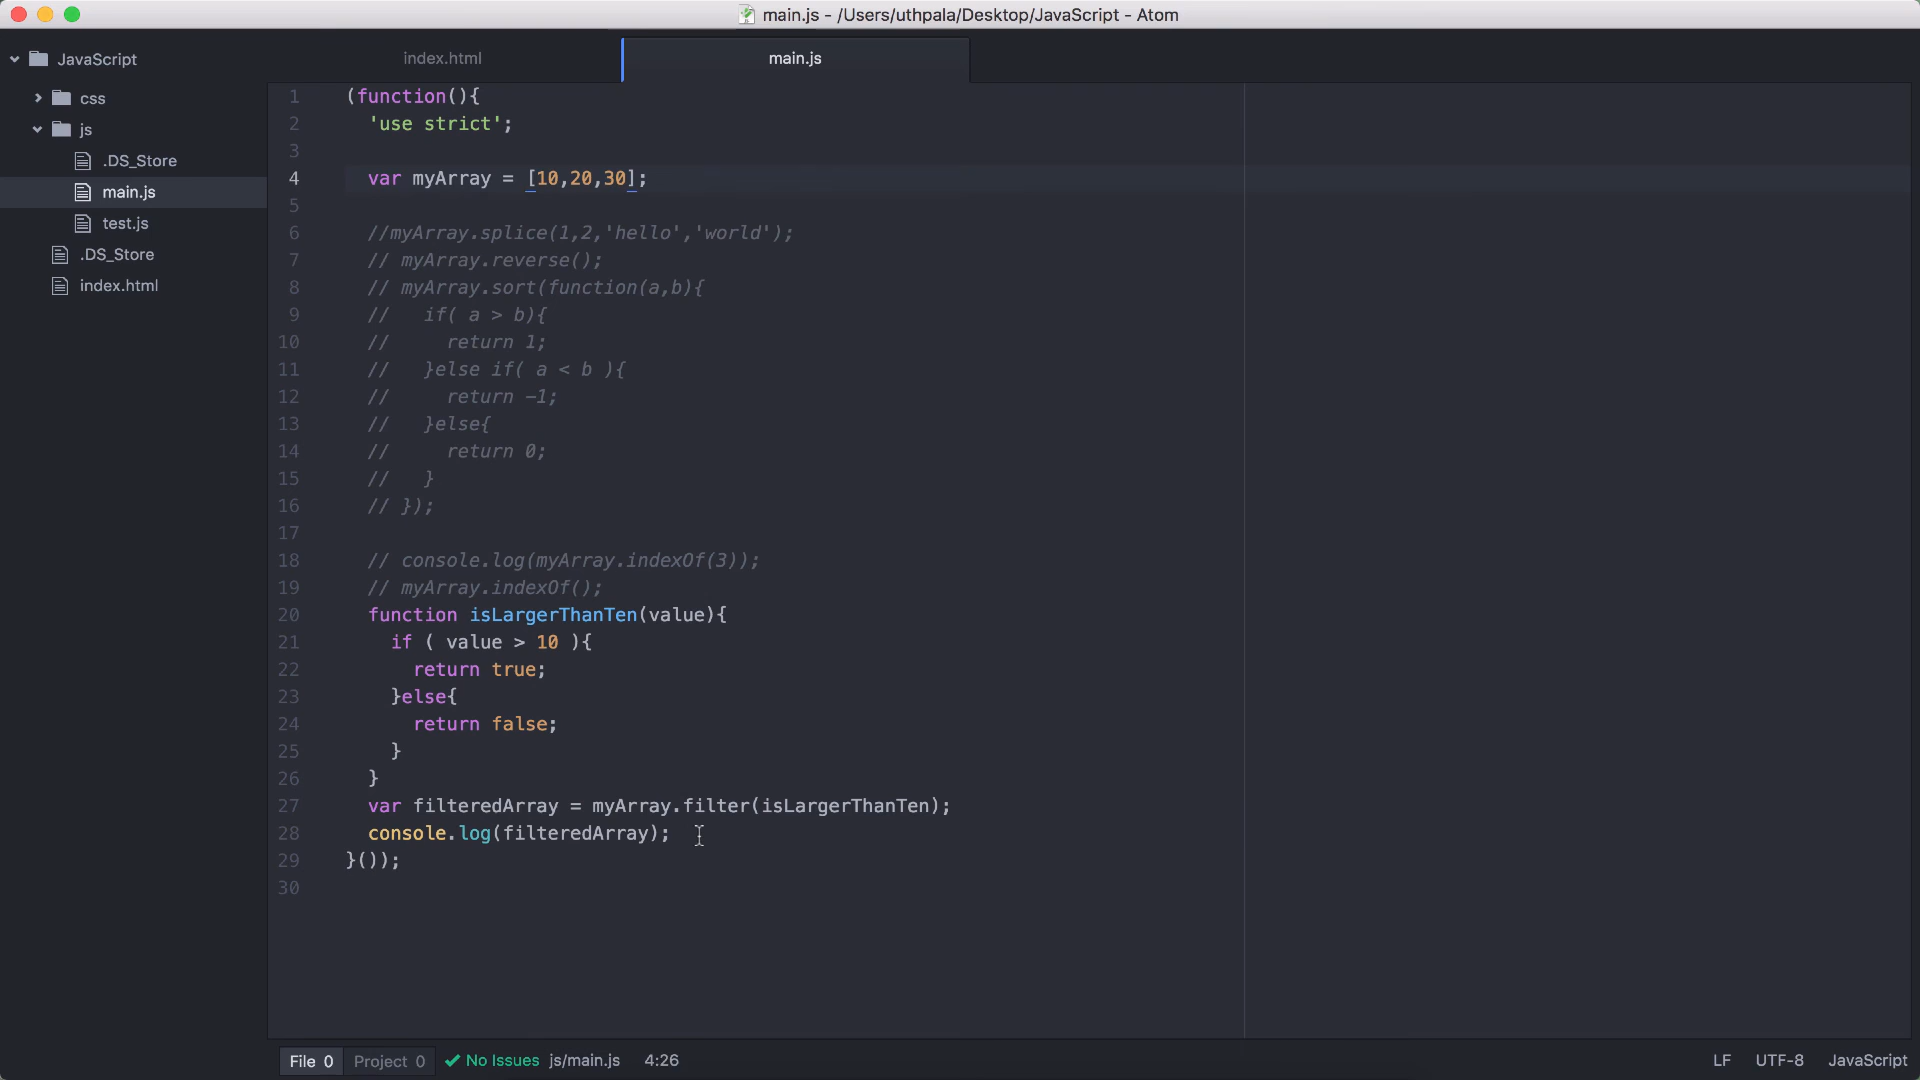 main.js - /Users/uthpala/Desktop/JavaScript - Atom
JavaScript
css
js
.DS_Store
main.js
test.js
.DS_Store
index.html
index.html
main.js
1 (function(){
2 'use strict';
3
4 var myArray = [10,20,30];
5
6 //myArray.splice(1,2,'hello','world');
7 // myArray.reverse();
8 // myArray.sort(function(a,b){
9 //   if( a > b){
10 //     return 1;
11 //   }else if( a < b ){
12 //     return -1;
13 //   }else{
14 //     return 0;
15 //   }
16 // });
17
18 // console.log(myArray.indexOf(3));
19 // myArray.indexOf();
20 function isLargerThanTen(value){
21 if ( value > 10 ){
22 return true;
23 }else{
24 return false;
25 }
26 }
27 var filteredArray = myArray.filter(isLargerThanTen);
28 console.log(filteredArray);
29 }());
30
File 0 Project 0 No Issues js/main.js 4:26 LF UTF-8 JavaScript